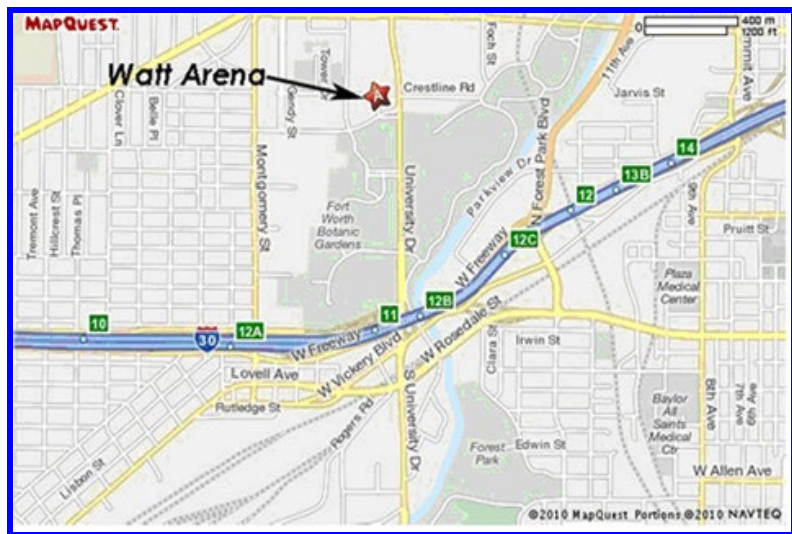 MAPQUEST.
0
400 m
1200 ft
Watt Arena
Tower Dr
Gendy St
Crestline Rd
Foch St
11th Ave
Jarvis St
Clover Ln
Belle Pl
14
13B
12
Montgomery St
University Dr
Parkview Dr
N Forest Park Blvd
9th Ave
Tremont Ave
Hillcrest St
Thomas Pl
Fort
Worth
Botanic
Gardens
W Freeway
12C
Pruitt St
Plaza
Medical
Center
10
30
12A
11
12B
W Freeway
W Vickery Blvd
W Rosedale St
Clara St
Irwin St
Lovell Ave
Rutledge St
Rogers Rd
S University Dr
Baylor
All
Saints
Medical
Ctr
8th Ave
7th Ave
6th Ave
Lisbon St
Forest
Park
Edwin St
W Allen Ave
©2010 MapQuest Portions ©2010 NAVTEQ